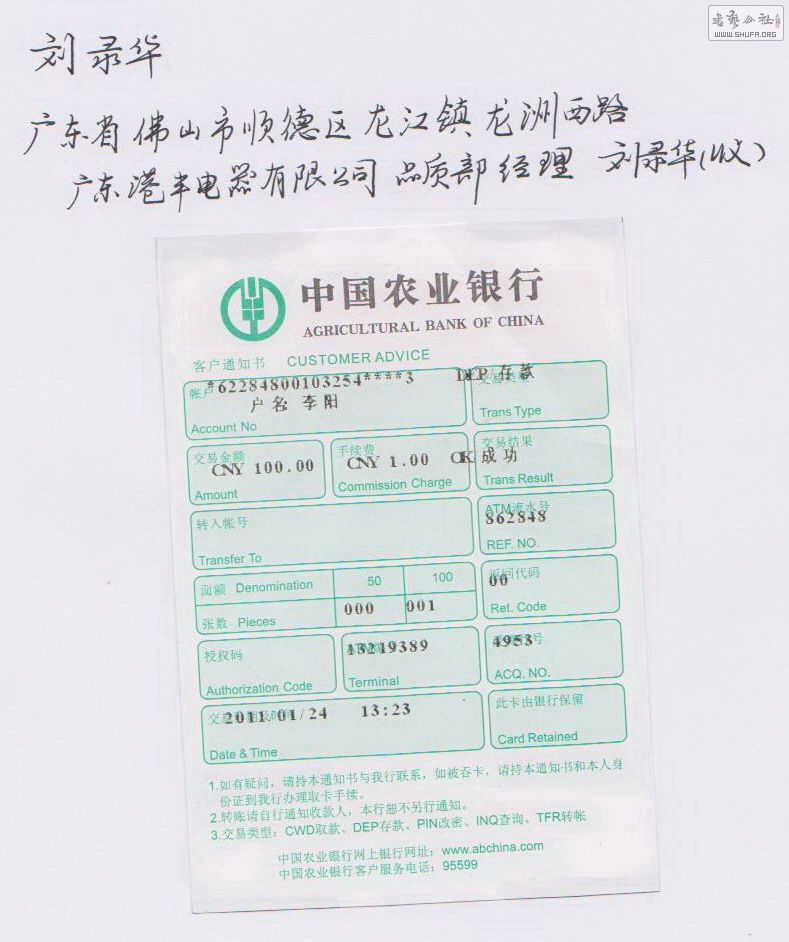 書藝公社
WWW.SHUFA.ORG
刘录华
广东省佛山市顺德区龙江镇龙洲西路
广东港丰电器有限公司 品质部经理 刘录华(收)
中国农业银行
AGRICULTURAL BANK OF CHINA
客户通知书 CUSTOMER ADVICE
帐户
*62284800103254****3
户名 李阳
Account No
DEP 存款
Trans Type
交易金额
CNY 100.00
Amount
手续费
CNY 1.00
Commission Charge
交易结果
OK 成功
Trans Result
转入帐号
Transfer To
ATM流水号
862848
REF. NO.
面额 Denomination 50 100
张数 Pieces 000 001
返回代码
00
Ret. Code
授权码
Authorization Code
13219389
Terminal
4953
ACQ. NO.
2011/01/24 13:23
Date & Time
此卡由银行保留
Card Retained
1.如有疑问，请持本通知书与我行联系，如被吞卡，请持本通知书和本人身
份证到我行办理取卡手续。
2.转账请自行通知收款人，本行恕不另行通知。
3.交易类型：CWD取款、DEP存款、PIN改密、INQ查询、TFR转帐
中国农业银行网上银行网址：www.abchina.com
中国农业银行客户服务电话：95599